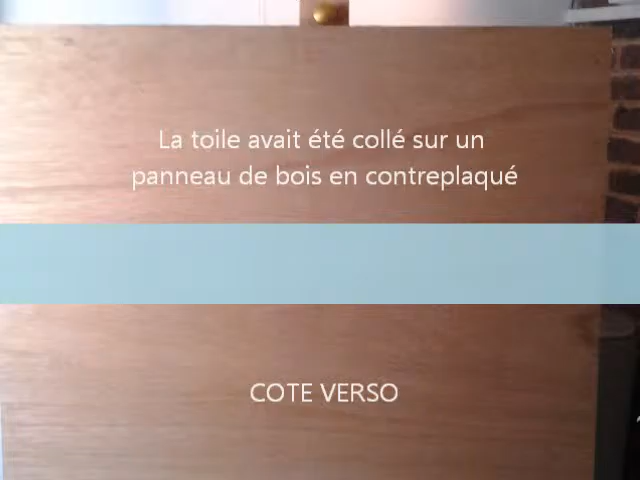 La toile avait été collé sur un
panneau de bois en contreplaqué
COTE VERSO